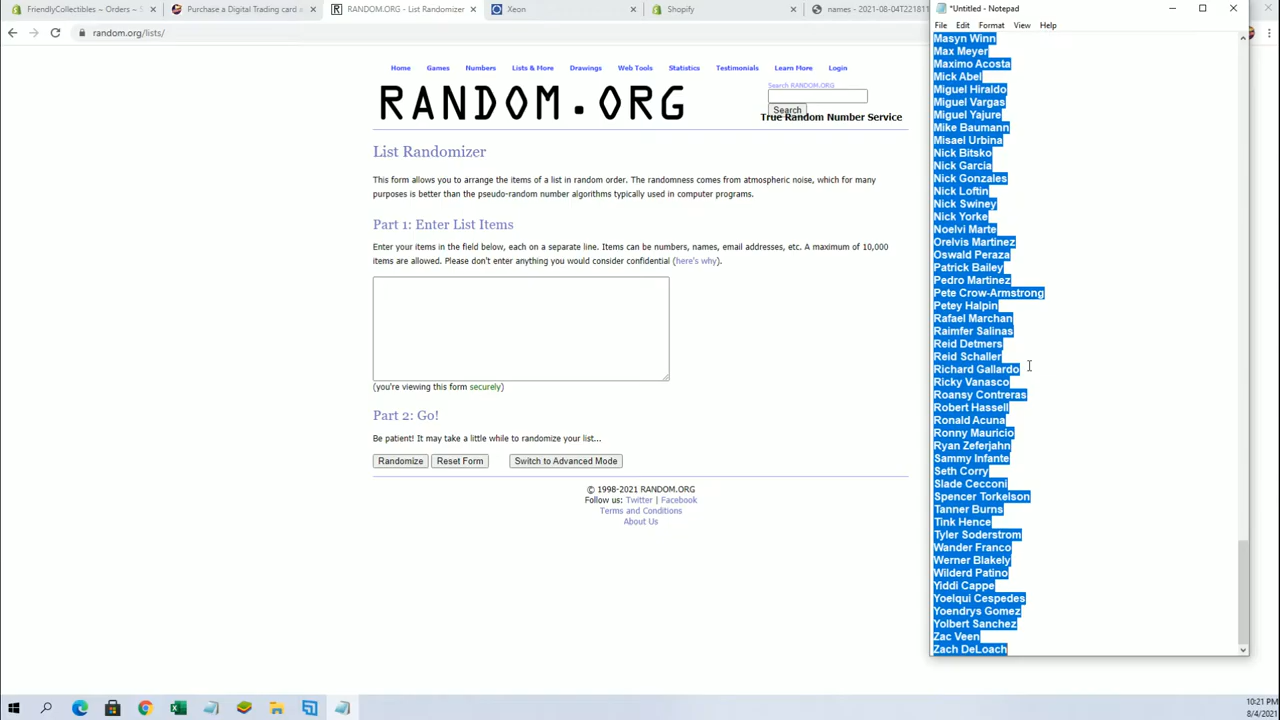 FriendlyCollectibles ~ Orders ~ S
Purchase a Digital Trading card
RANDOM.ORG - List Randomizer
Xeon
Shopify
names - 2021-08-04T221811
random.org/lists/
Home
Games
Numbers
Lists & More
Drawings
Web Tools
Statistics
Testimonials
Learn More
Login
RANDOM.ORG
Search RANDOM.ORG
Search
True Random Number Service
List Randomizer
This form allows you to arrange the items of a list in random order. The randomness comes from atmospheric noise, which for many
purposes is better than the pseudo-random number algorithms typically used in computer programs.
Part 1: Enter List Items
Enter your items in the field below, each on a separate line. Items can be numbers, names, email addresses, etc. A maximum of 10,000
items are allowed. Please don't enter anything you would consider confidential (here's why).
(you're viewing this form securely)
Part 2: Go!
Be patient! It may take a little while to randomize your list...
Randomize
Reset Form
Switch to Advanced Mode
© 1998-2021 RANDOM.ORG
Follow us: Twitter | Facebook
Terms and Conditions
About Us
*Untitled - Notepad
File
Edit
Format
View
Help
Masyn Winn
Max Meyer
Maximo Acosta
Mick Abel
Miguel Hiraldo
Miguel Vargas
Miguel Yajure
Mike Baumann
Misael Urbina
Nick Bitsko
Nick Garcia
Nick Gonzales
Nick Loftin
Nick Swiney
Nick Yorke
Noelvi Marte
Orelvis Martinez
Oswald Peraza
Patrick Bailey
Pedro Martinez
Pete Crow-Armstrong
Petey Halpin
Rafael Marchan
Raimfer Salinas
Reid Detmers
Reid Schaller
Richard Gallardo
Ricky Vanasco
Roansy Contreras
Robert Hassell
Ronald Acuna
Ronny Mauricio
Ryan Zeferjahn
Sammy Infante
Seth Corry
Slade Cecconi
Spencer Torkelson
Tanner Burns
Tink Hence
Tyler Soderstrom
Wander Franco
Werner Blakely
Wilderd Patino
Yiddi Cappe
Yoelqui Cespedes
Yoendrys Gomez
Yolbert Sanchez
Zac Veen
Zach DeLoach
10:21 PM
8/4/2021